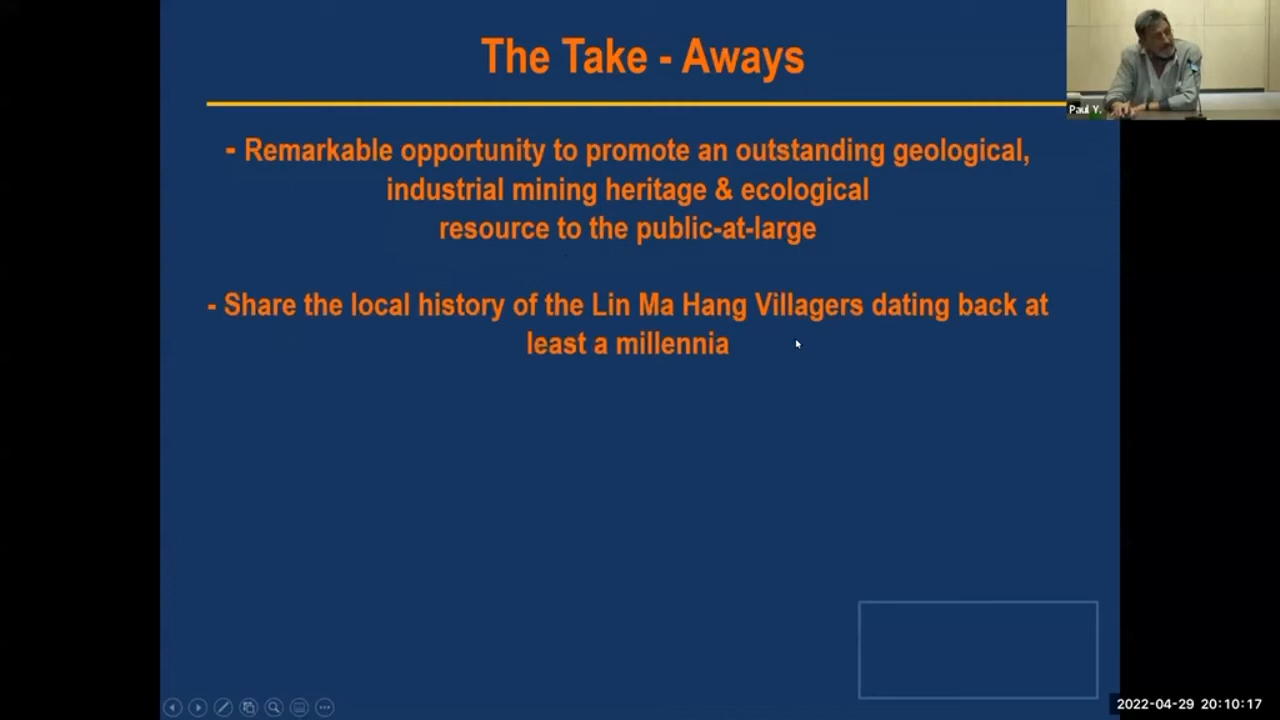 The Take - Aways
Paul Y.
- Remarkable opportunity to promote an outstanding geological,
industrial mining heritage & ecological
resource to the public-at-large
- Share the local history of the Lin Ma Hang Villagers dating back at
least a millennia
2022-04-29 20:10:17